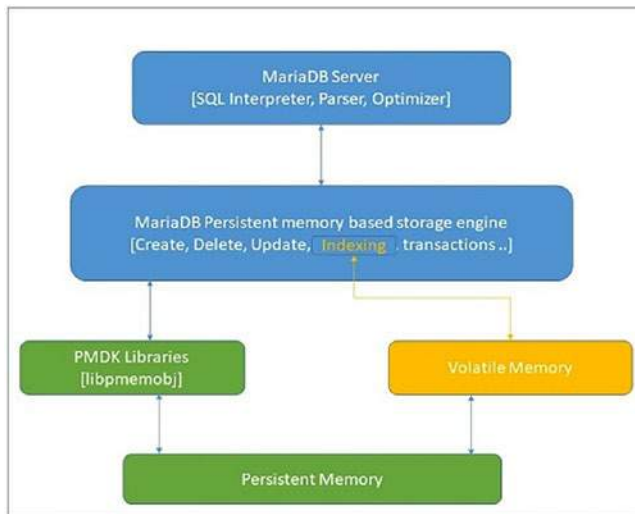 MariaDB Server
[SQL Interpreter, Parser, Optimizer]
MariaDB Persistent memory based storage engine
[Create, Delete, Update, Indexing . transactions ..]
PMDK Libraries
[libpmemobj]
Volatile Memory
Persistent Memory